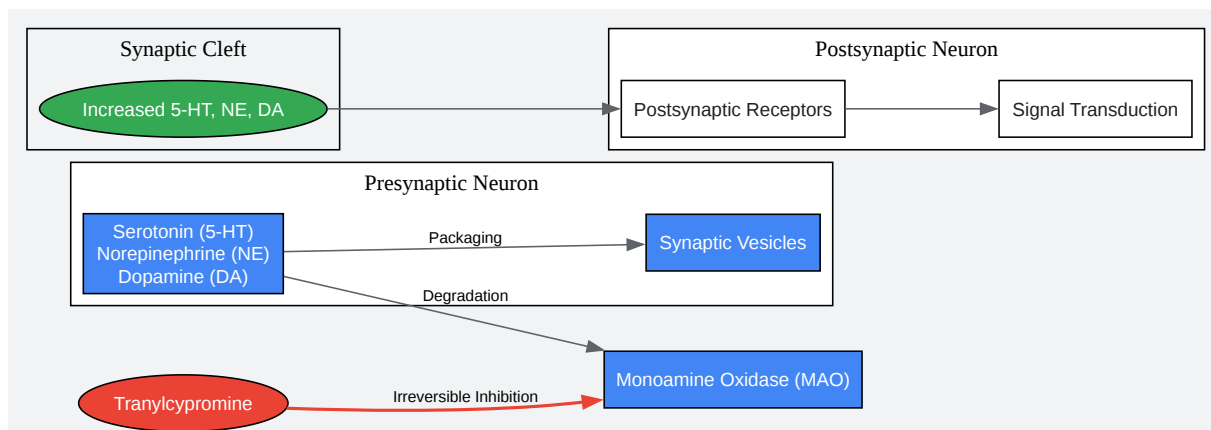 Synaptic Cleft
Increased 5-HT, NE, DA
Postsynaptic Neuron
Postsynaptic Receptors
Signal Transduction
Presynaptic Neuron
Serotonin (5-HT)
Norepinephrine (NE)
Dopamine (DA)
Packaging
Synaptic Vesicles
Degradation
Monoamine Oxidase (MAO)
Tranylcypromine
Irreversible Inhibition